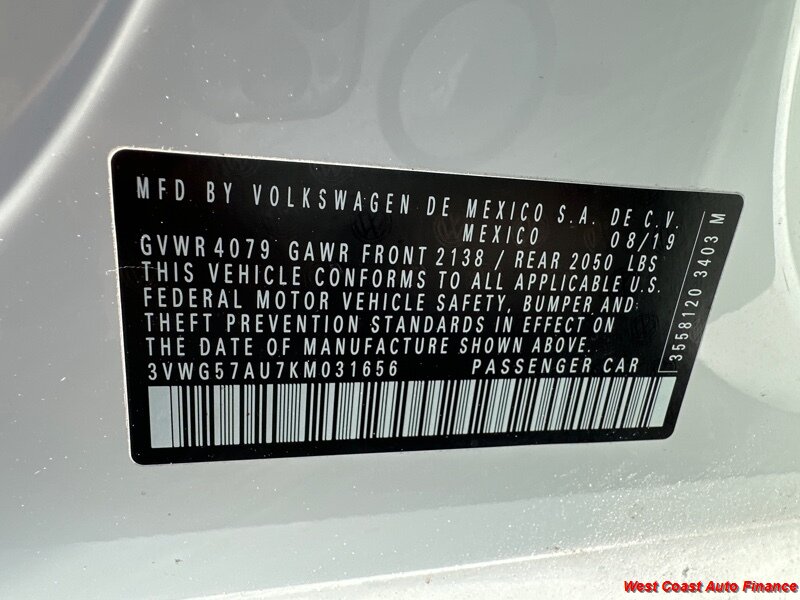 MFD BY VOLKSWAGEN DE MEXICO S.A. DE C.V.
MEXICO 08/19
GVWR4079 GAWR FRONT 2138 / REAR 2050 LBS
THIS VEHICLE CONFORMS TO ALL APPLICABLE U.S.
FEDERAL MOTOR VEHICLE SAFETY, BUMPER AND
THEFT PREVENTION STANDARDS IN EFFECT ON
THE DATE OF MANUFACTURE SHOWN ABOVE.
3VWG57AU7KM031656 PASSENGER CAR
3558120 3403 M
West Coast Auto Finance